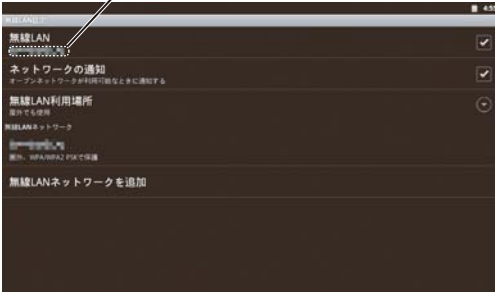 4:55
無線LAN設定
無線LAN
ネットワークの通知
オープンネットワークが利用可能なときに通知する
無線LAN利用場所
屋外でも使用
無線LANネットワーク
圏外、WPA/WPA2 PSKで保護
無線LANネットワークを追加